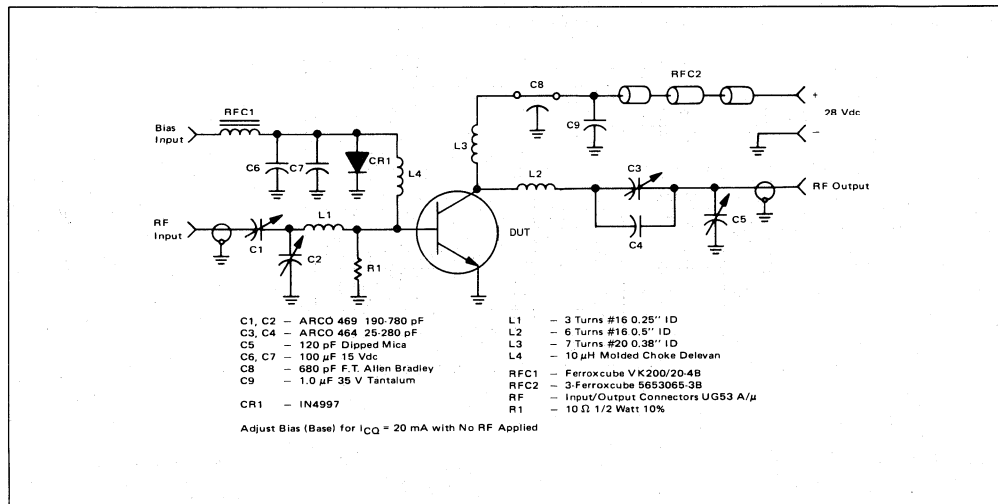 C8
RFC2
+
28 Vdc
–
RFC1
Bias
Input
C6
C7
CR1
L4
C9
L3
L2
C3
RF Output
C4
C5
RF
Input
C1
L1
C2
R1
DUT
C1, C2 – ARCO 469 190-780 pF
C3, C4 – ARCO 464 25-280 pF
C5 – 120 pF Dipped Mica
C6, C7 – 100 µF 15 Vdc
C8 – 680 pF F.T. Allen Bradley
C9 – 1.0 µF 35 V Tantalum
CR1 – IN4997
L1 – 3 Turns #16 0.25" ID
L2 – 6 Turns #16 0.5" ID
L3 – 7 Turns #20 0.38" ID
L4 – 10 µH Molded Choke Delevan
RFC1 – Ferroxcube VK200/20-4B
RFC2 – 3-Ferroxcube 5653065-3B
RF – Input/Output Connectors UG53 A/µ
R1 – 10 Ω 1/2 Watt 10%
Adjust Bias (Base) for ICQ = 20 mA with No RF Applied